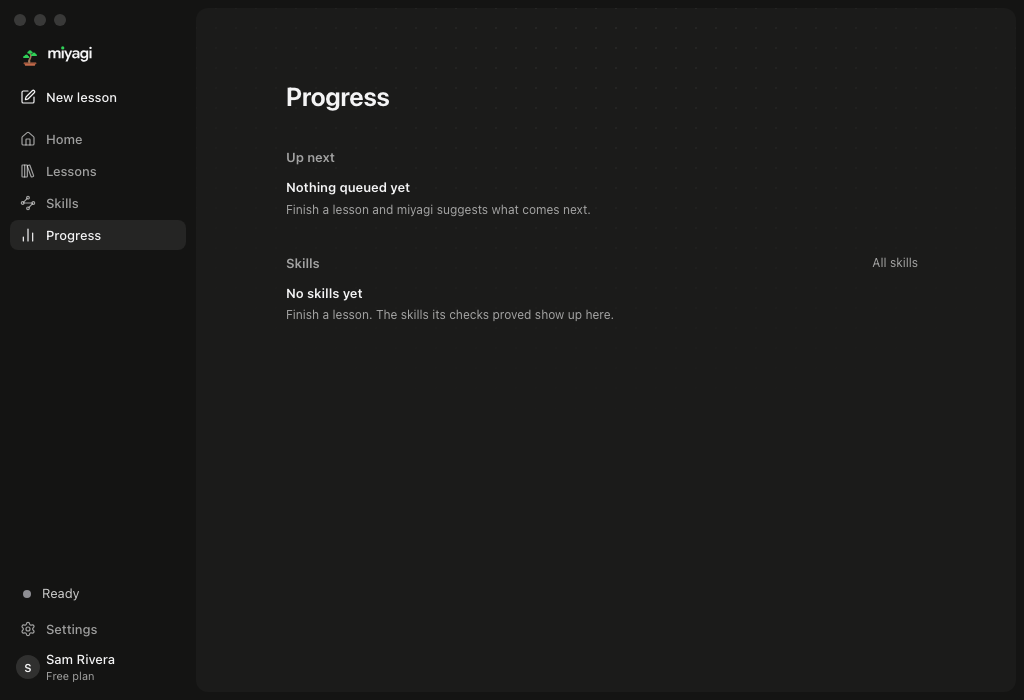 miyagi
New lesson
Home
Lessons
Skills
Progress
Ready
Settings
S
Sam Rivera
Free plan
Progress
Up next
Nothing queued yet
Finish a lesson and miyagi suggests what comes next.
Skills
All skills
No skills yet
Finish a lesson. The skills its checks proved show up here.